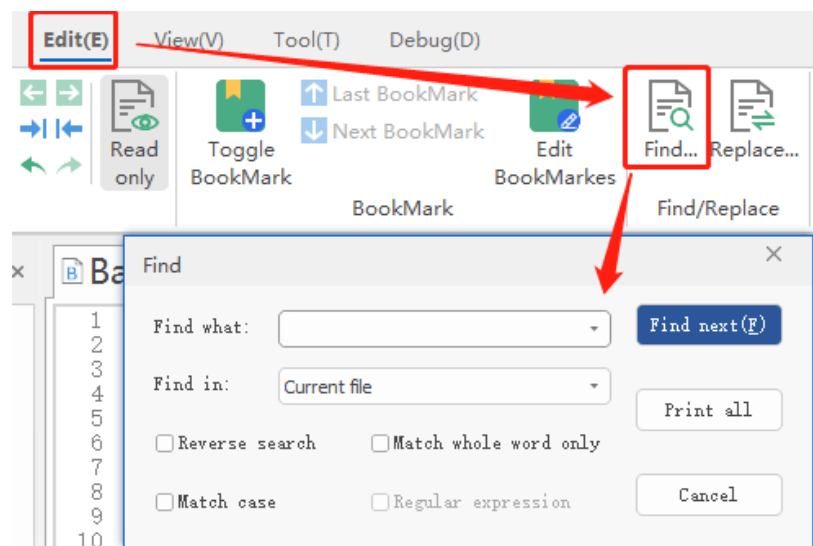 Edit(E) View(V) Tool(T) Debug(D)
Read only
Toggle BookMark
Last BookMark
Next BookMark
Edit BookMarkes
BookMark
Find... Replace...
Find/Replace
Ba
Find
1
2
3
4
5
6
7
8
9
10
Find what:
Find next(F)
Find in: Current file
Print all
Reverse search Match whole word only
Match case Regular expression
Cancel